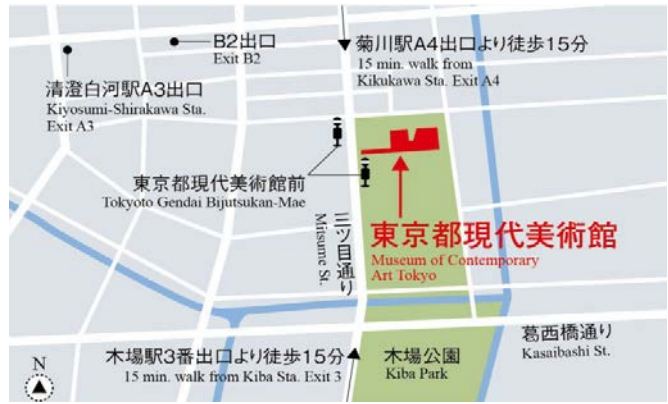 B2出口
Exit B2
菊川駅A4出口より徒歩15分
15 min. walk from
Kikukawa Sta. Exit A4
清澄白河駅A3出口
Kiyosumi-Shirakawa Sta.
Exit A3
東京都現代美術館前
Tokyoto Gendai Bijutsukan-Mae
三ツ目通り
Mitsume St.
東京都現代美術館
Museum of Contemporary
Art Tokyo
葛西橋通り
Kasaibashi St.
木場駅3番出口より徒歩15分
15 min. walk from Kiba Sta. Exit 3
木場公園
Kiba Park
N